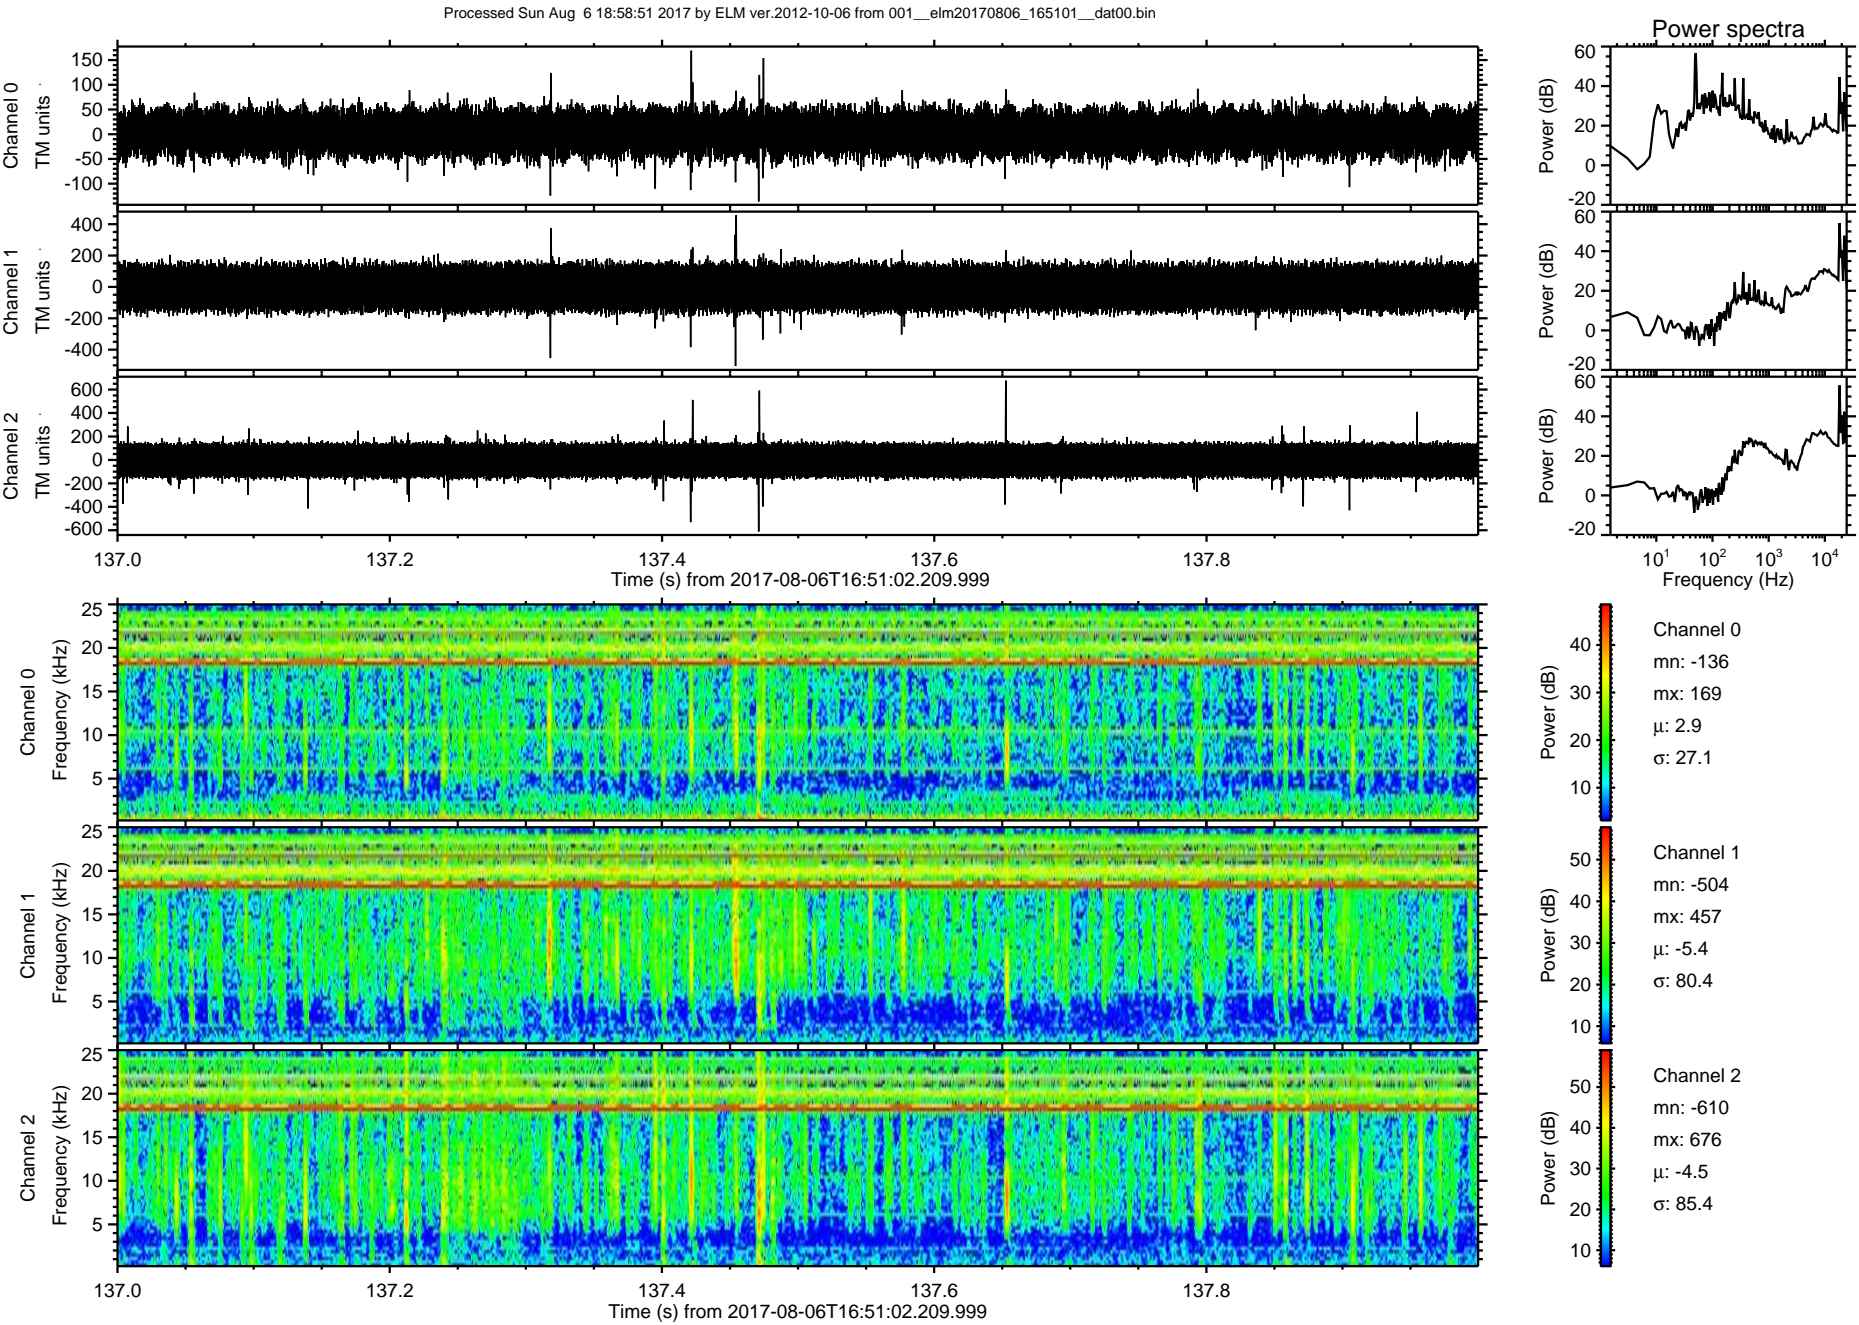 Processed Sun Aug  6 18:58:51 2017 by ELM ver.2012-10-06 from 001__elm20170806_165101__dat00.bin
Power spectra
Channel 0
TM units
150
100
50
0
-50
-100
Power (dB)
60
40
20
0
-20
Channel 1
TM units
400
200
0
-200
-400
Power (dB)
60
40
20
0
-20
Channel 2
TM units
600
400
200
0
-200
-400
-600
Power (dB)
60
40
20
0
-20
137.0 137.2 137.4 137.6 137.8
Time (s) from 2017-08-06T16:51:02.209.999
10^1 10^2 10^3 10^4
Frequency (Hz)
Channel 0
Frequency (kHz)
25
20
15
10
5
Power (dB)
40
30
20
10
Channel 0
mn: -136
mx: 169
μ: 2.9
σ: 27.1
Channel 1
Frequency (kHz)
25
20
15
10
5
Power (dB)
50
40
30
20
10
Channel 1
mn: -504
mx: 457
μ: -5.4
σ: 80.4
Channel 2
Frequency (kHz)
25
20
15
10
5
Power (dB)
50
40
30
20
10
Channel 2
mn: -610
mx: 676
μ: -4.5
σ: 85.4
137.0 137.2 137.4 137.6 137.8
Time (s) from 2017-08-06T16:51:02.209.999